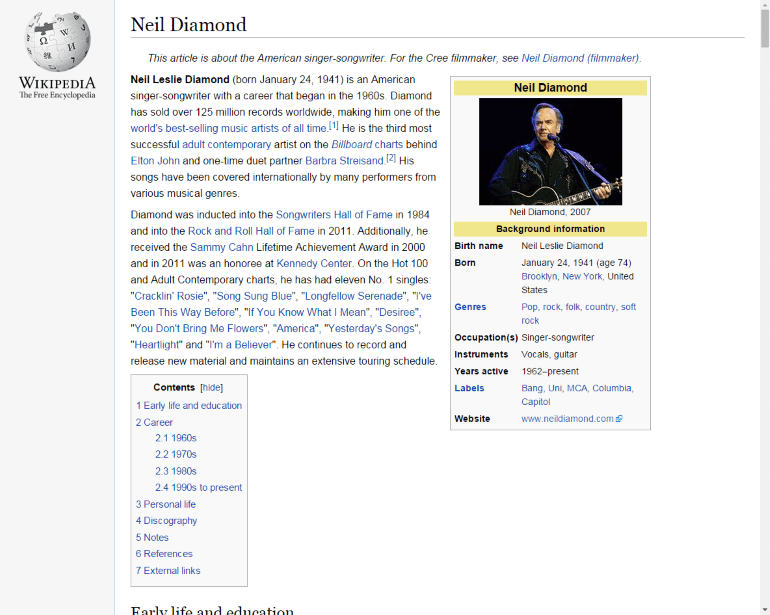 WIKIPEDIA
The Free Encyclopedia
Neil Diamond
This article is about the American singer-songwriter. For the Cree filmmaker, see Neil Diamond (filmmaker).
Neil Leslie Diamond (born January 24, 1941) is an American
singer-songwriter with a career that began in the 1960s. Diamond
has sold over 125 million records worldwide, making him one of the
world's best-selling music artists of all time.[1] He is the third most
successful adult contemporary artist on the Billboard charts behind
Elton John and one-time duet partner Barbra Streisand.[2] His
songs have been covered internationally by many performers from
various musical genres.
Diamond was inducted into the Songwriters Hall of Fame in 1984
and into the Rock and Roll Hall of Fame in 2011. Additionally, he
received the Sammy Cahn Lifetime Achievement Award in 2000
and in 2011 was an honoree at Kennedy Center. On the Hot 100
and Adult Contemporary charts, he has had eleven No. 1 singles:
"Cracklin' Rosie", "Song Sung Blue", "Longfellow Serenade", "I've
Been This Way Before", "If You Know What I Mean", "Desiree",
"You Don't Bring Me Flowers", "America", "Yesterday's Songs",
"Heartlight" and "I'm a Believer". He continues to record and
release new material and maintains an extensive touring schedule.
Neil Diamond
Neil Diamond, 2007
Background information
Birth name Neil Leslie Diamond
Born January 24, 1941 (age 74)
Brooklyn, New York, United
States
Genres Pop, rock, folk, country, soft
rock
Occupation(s) Singer-songwriter
Instruments Vocals, guitar
Years active 1962–present
Labels Bang, Uni, MCA, Columbia,
Capitol
Website www.neildiamond.com
Contents [hide]
1 Early life and education
2 Career
2.1 1960s
2.2 1970s
2.3 1980s
2.4 1990s to present
3 Personal life
4 Discography
5 Notes
6 References
7 External links
Early life and education